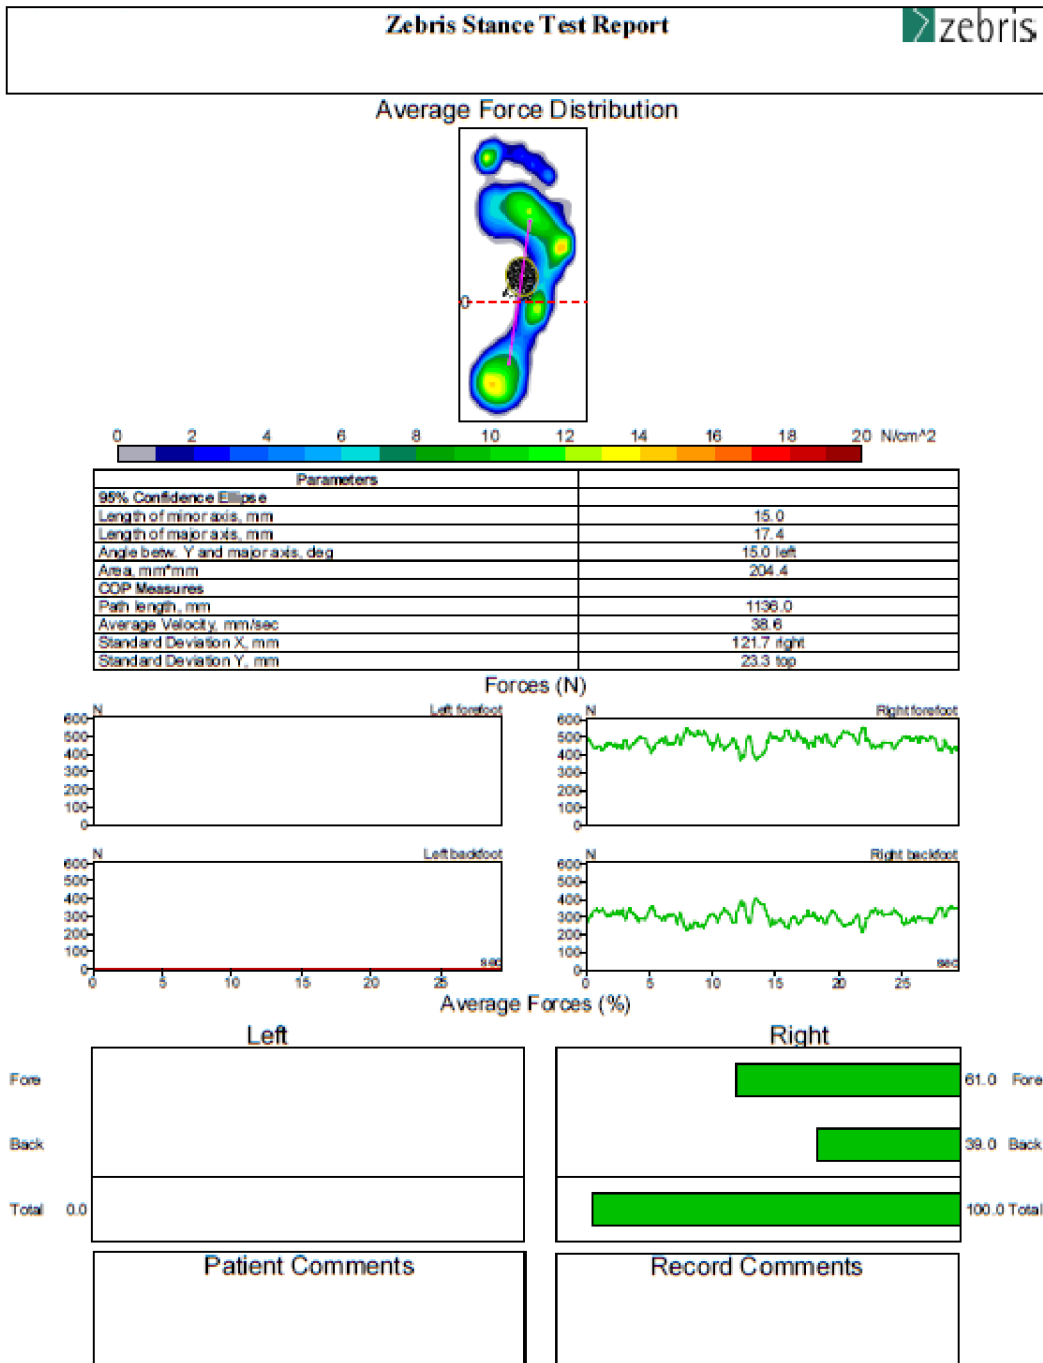 Zebris Stance Test Report
zebris
Average Force Distribution
0
0 2 4 6 8 10 12 14 16 18 20 N/cm^2
Parameters
95% Confidence Ellipse
Length of minor axis, mm 15.0
Length of major axis, mm 17.4
Angle betw. Y and major axis, deg 15.0 left
Area, mm*mm 204.4
COP Measures
Path length, mm 1136.0
Average Velocity, mm/sec 38.6
Standard Deviation X, mm 121.7 right
Standard Deviation Y, mm 23.3 top
Forces (N)
N Left forefoot
600
500
400
300
200
100
0
N Right forefoot
600
500
400
300
200
100
0
N Left backfoot
600
500
400
300
200
100
0
sec
0 5 10 15 20 25
N Right backfoot
600
500
400
300
200
100
0
sec
0 5 10 15 20 25
Average Forces (%)
Left Right
Fore 61.0 Fore
Back 39.0 Back
Total 0.0 100.0 Total
Patient Comments Record Comments